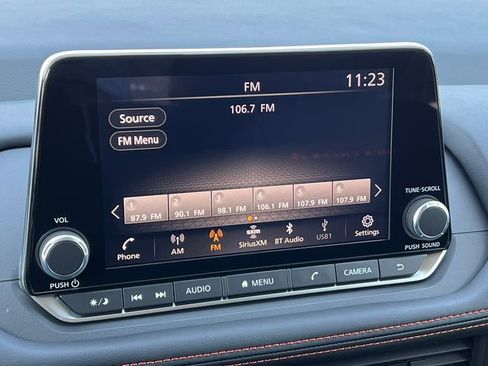 FM 11:23
106.7 FM
Source
FM Menu
1 2 3 4 5 6
87.9 FM 90.1 FM 98.1 FM 106.1 FM 107.9 FM 107.9 FM
Phone AM FM SiriusXM BT Audio USB1 Settings
sxm
VOL
PUSH
TUNE·SCROLL
PUSH SOUND
AUDIO MENU CAMERA